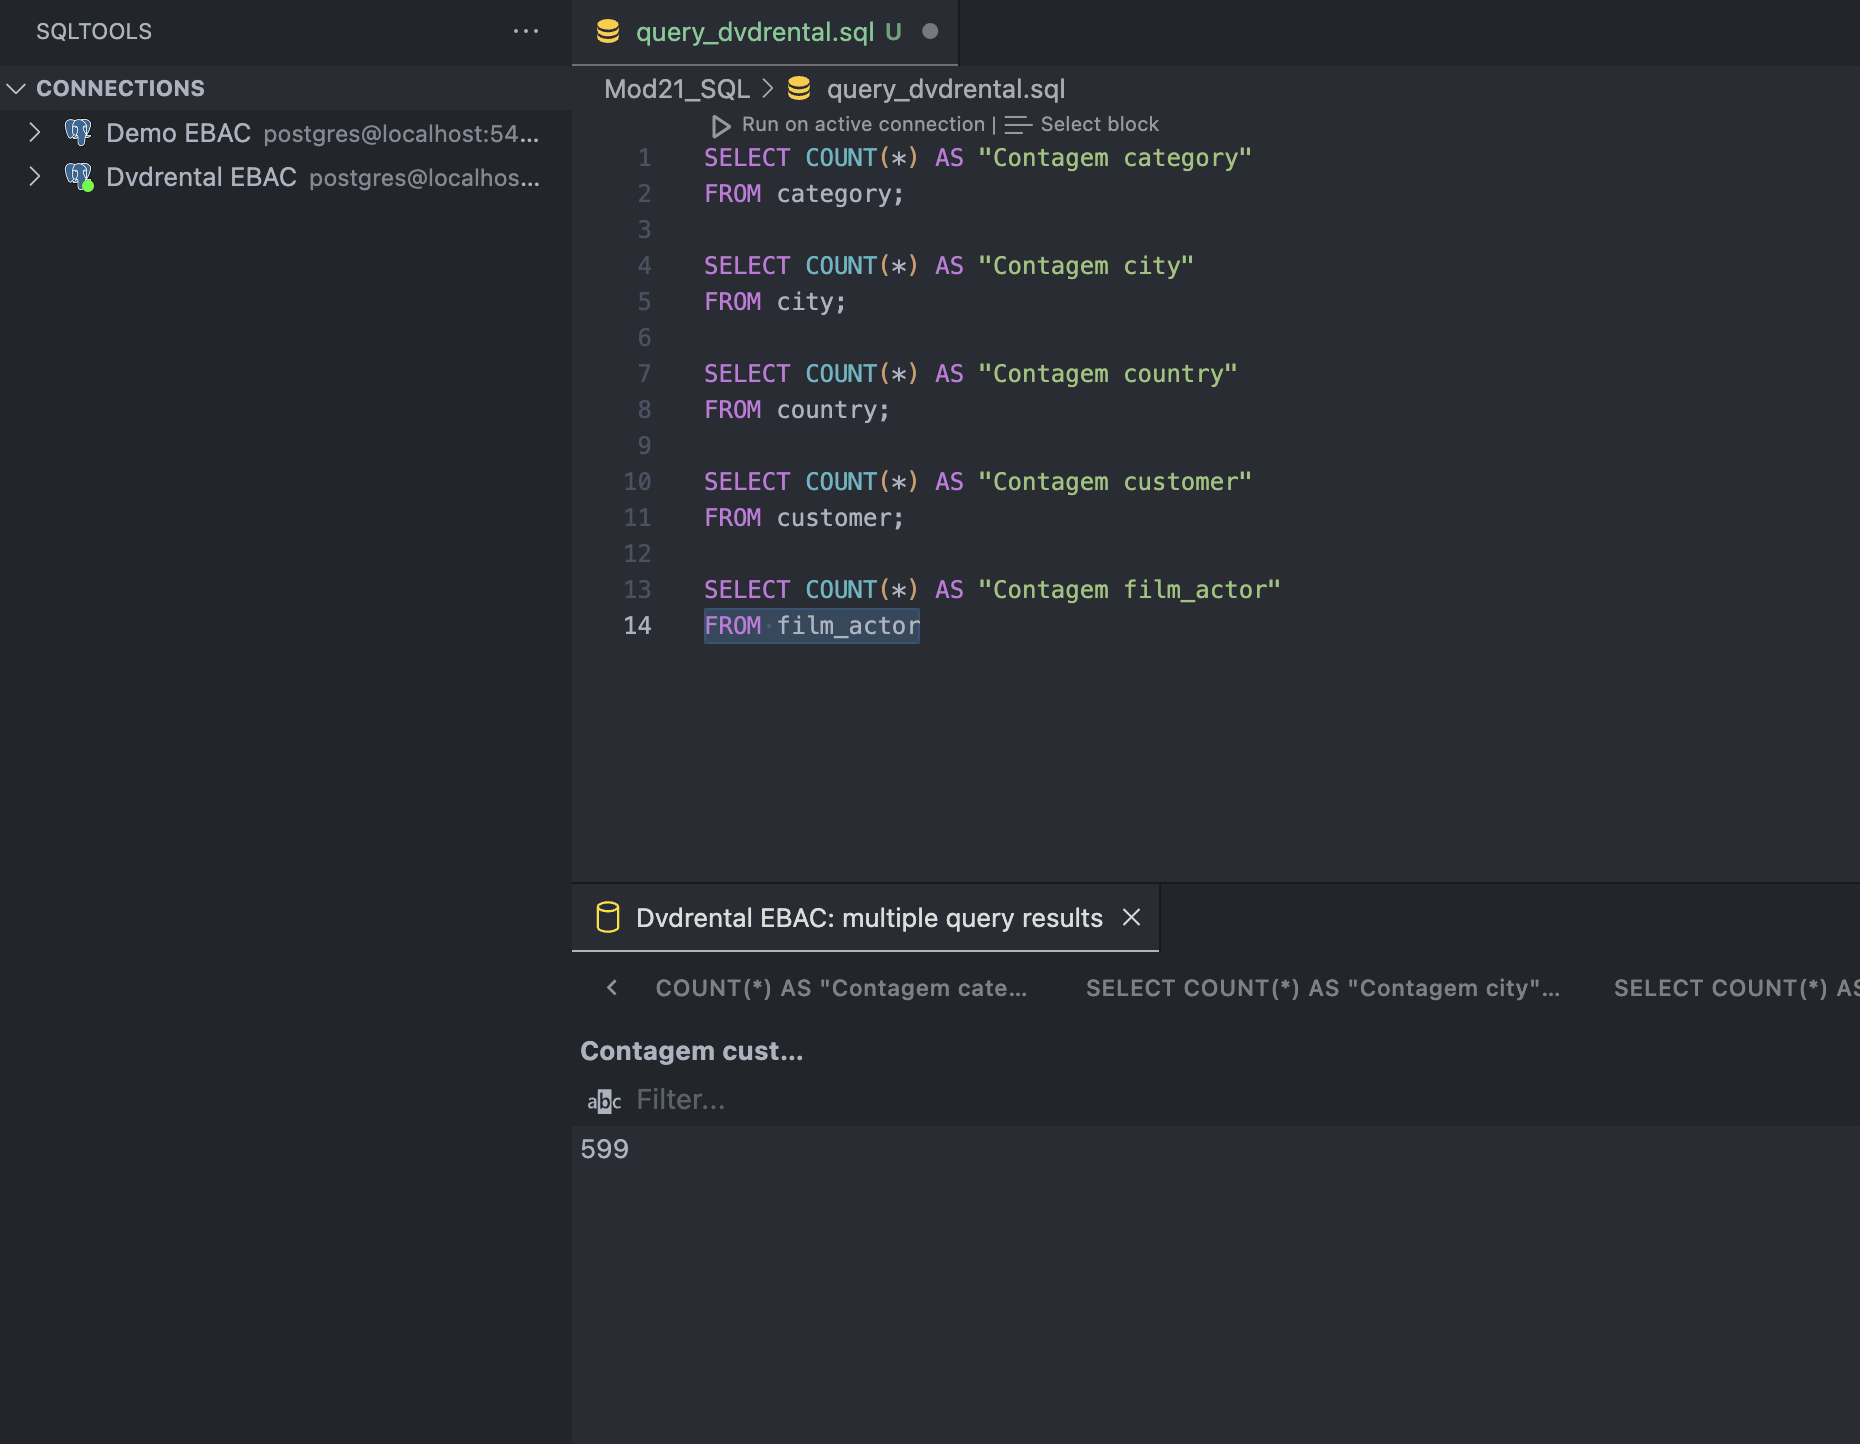 SQLTOOLS
CONNECTIONS
Demo EBAC postgres@localhost:54...
Dvdrental EBAC postgres@localhos...
query_dvdrental.sql U
Mod21_SQL > query_dvdrental.sql
Run on active connection | Select block
1 SELECT COUNT(*) AS "Contagem category"
2 FROM category;
3
4 SELECT COUNT(*) AS "Contagem city"
5 FROM city;
6
7 SELECT COUNT(*) AS "Contagem country"
8 FROM country;
9
10 SELECT COUNT(*) AS "Contagem customer"
11 FROM customer;
12
13 SELECT COUNT(*) AS "Contagem film_actor"
14 FROM film_actor
Dvdrental EBAC: multiple query results
COUNT(*) AS "Contagem cate... SELECT COUNT(*) AS "Contagem city"... SELECT COUNT(*) AS
Contagem cust...
abc Filter...
599